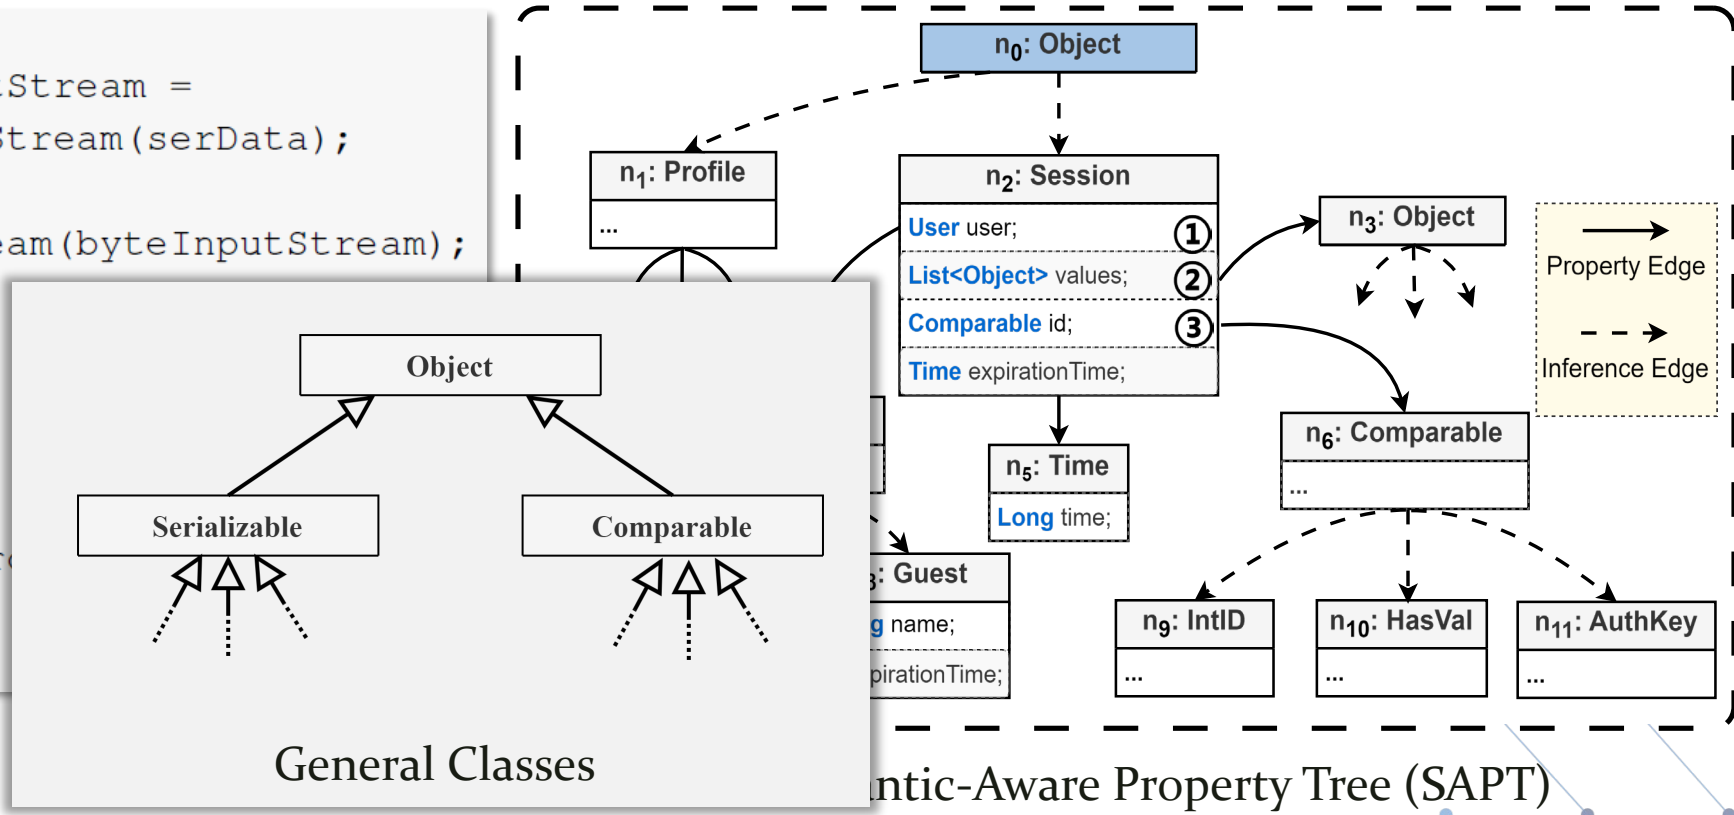 Stream =
Stream(serData);
eam(byteInputStream);
n0: Object
n1: Profile
...
n2: Session
User user; ①
List<Object> values; ②
Comparable id; ③
Time expirationTime;
n3: Object
Property Edge
Inference Edge
n5: Time
Long time;
n6: Comparable
...
: Guest
g name;
pirationTime;
n9: IntID
...
n10: HasVal
...
n11: AuthKey
...
Object
Serializable
Comparable
General Classes
ntic-Aware Property Tree (SAPT)